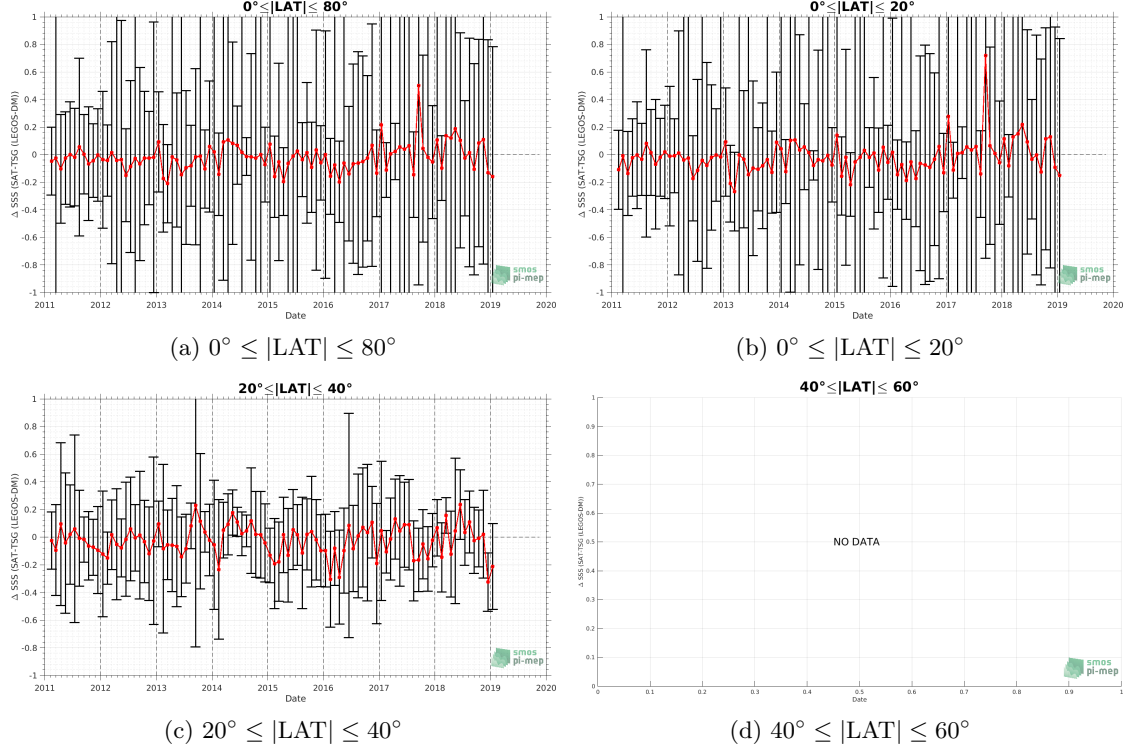 0°≤|LAT|≤ 80°
Δ SSS (SAT-TSG (LEGOS-DM))
1
0.8
0.6
0.4
0.2
0
-0.2
-0.4
-0.6
-0.8
-1
2011 2012 2013 2014 2015 2016 2017 2018 2019 2020
Date
smos
pi-mep
(a) 0° ≤ |LAT| ≤ 80°
0°≤|LAT|≤ 20°
Δ SSS (SAT-TSG (LEGOS-DM))
1
0.8
0.6
0.4
0.2
0
-0.2
-0.4
-0.6
-0.8
-1
2011 2012 2013 2014 2015 2016 2017 2018 2019 2020
Date
smos
pi-mep
(b) 0° ≤ |LAT| ≤ 20°
20°≤|LAT|≤ 40°
Δ SSS (SAT-TSG (LEGOS-DM))
1
0.8
0.6
0.4
0.2
0
-0.2
-0.4
-0.6
-0.8
-1
2011 2012 2013 2014 2015 2016 2017 2018 2019 2020
Date
smos
pi-mep
(c) 20° ≤ |LAT| ≤ 40°
40°≤|LAT|≤ 60°
Δ SSS (SAT-TSG (LEGOS-DM))
1
0.9
0.8
0.7
0.6
0.5
0.4
0.3
0.2
0.1
0
NO DATA
0 0.1 0.2 0.3 0.4 0.5 0.6 0.7 0.8 0.9 1
Date
smos
pi-mep
(d) 40° ≤ |LAT| ≤ 60°